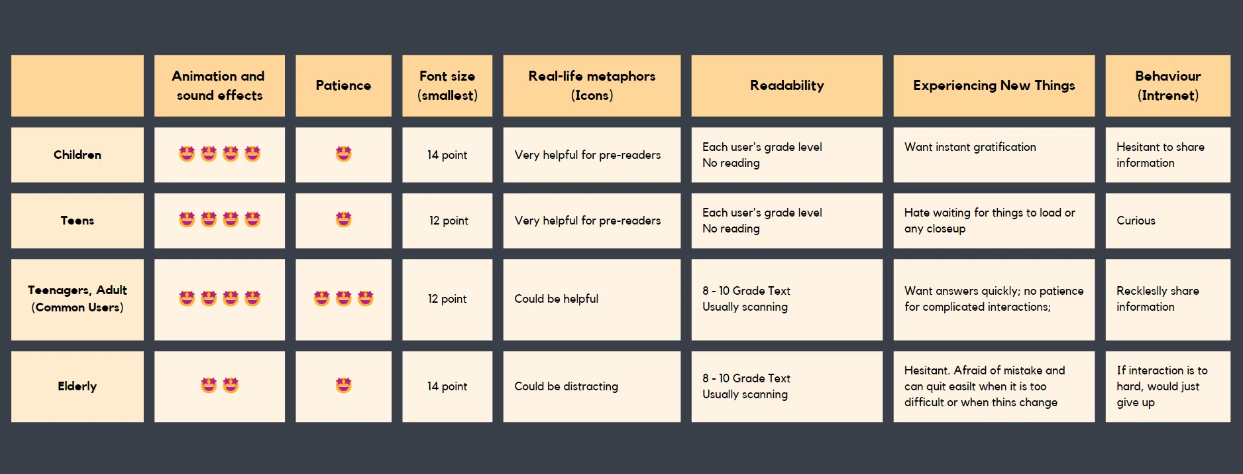 Animation and
sound effects
Patience
Font size
(smallest)
Real-life metaphors
(Icons)
Readability
Experiencing New Things
Behaviour
(Intrenet)
Children
14 point
Very helpful for pre-readers
Each user's grade level
No reading
Want instant gratification
Hesitant to share
information
Teens
12 point
Very helpful for pre-readers
Each user's grade level
No reading
Hate waiting for things to load or
any closeup
Curious
Teenagers, Adult
(Common Users)
12 point
Could be helpful
8 - 10 Grade Text
Usually scanning
Want answers quickly; no patience
for complicated interactions;
Reckleslly share
information
Elderly
14 point
Could be distracting
8 - 10 Grade Text
Usually scanning
Hesitant. Afraid of mistake and
can quit easilt when it is too
difficult or when thins change
If interaction is to
hard, would just
give up